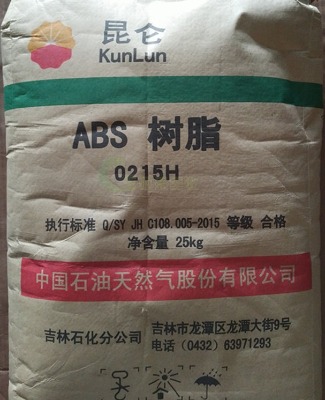 昆仑
KunLun
ABS 树脂
0215H
执行标准 Q/SY JH C108.005-2015 等级 合格
净含量 25kg
中国石油天然气股份有限公司
吉林石化分公司
吉林市龙潭区龙潭大街9号
电话 (0432) 63971293